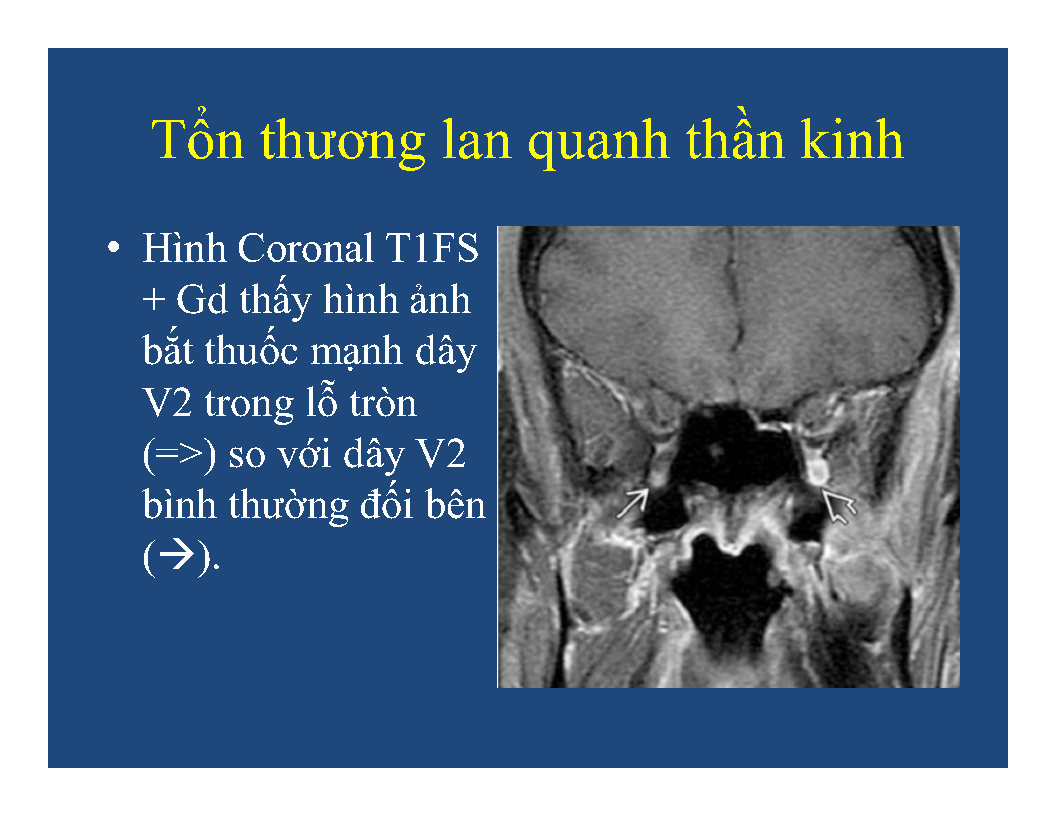 Tổn thương lan quanh thần kinh
• Hình Coronal T1FS
+ Gd thấy hình ảnh
bắt thuốc mạnh dây
V2 trong lỗ tròn
(=>) so với dây V2
bình thường đối bên
(→).